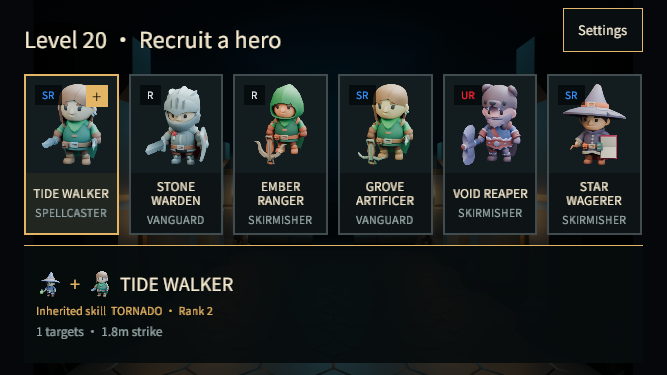 Level 20 • Recruit a hero
Settings
SR
+
TIDE WALKER
SPELLCASTER
R
STONE
WARDEN
VANGUARD
R
EMBER
RANGER
SKIRMISHER
SR
GROVE
ARTIFICER
VANGUARD
UR
VOID REAPER
SKIRMISHER
SR
STAR
WAGERER
SKIRMISHER
+ TIDE WALKER
Inherited skill TORNADO • Rank 2
1 targets • 1.8m strike